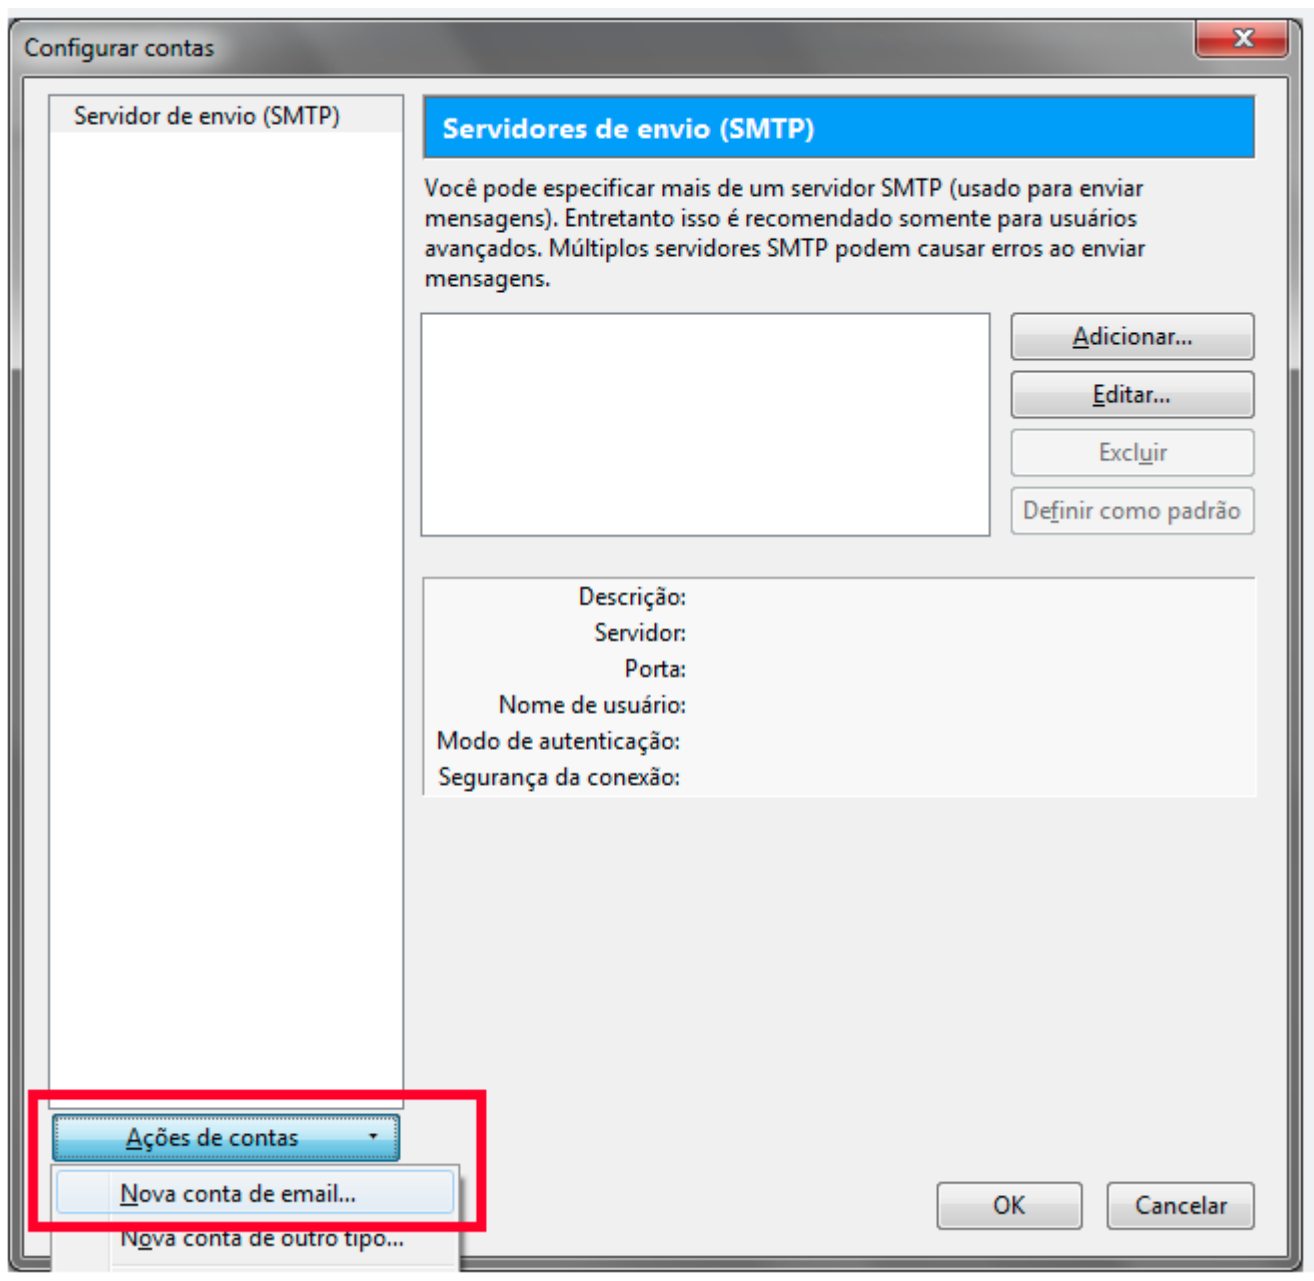 Configurar contas
Servidor de envio (SMTP)
Servidores de envio (SMTP)
Você pode especificar mais de um servidor SMTP (usado para enviar
mensagens). Entretanto isso é recomendado somente para usuários
avançados. Múltiplos servidores SMTP podem causar erros ao enviar
mensagens.
Adicionar...
Editar...
Excluir
Definir como padrão
Descrição:
Servidor:
Porta:
Nome de usuário:
Modo de autenticação:
Segurança da conexão:
Ações de contas
Nova conta de email...
Nova conta de outro tipo...
OK
Cancelar